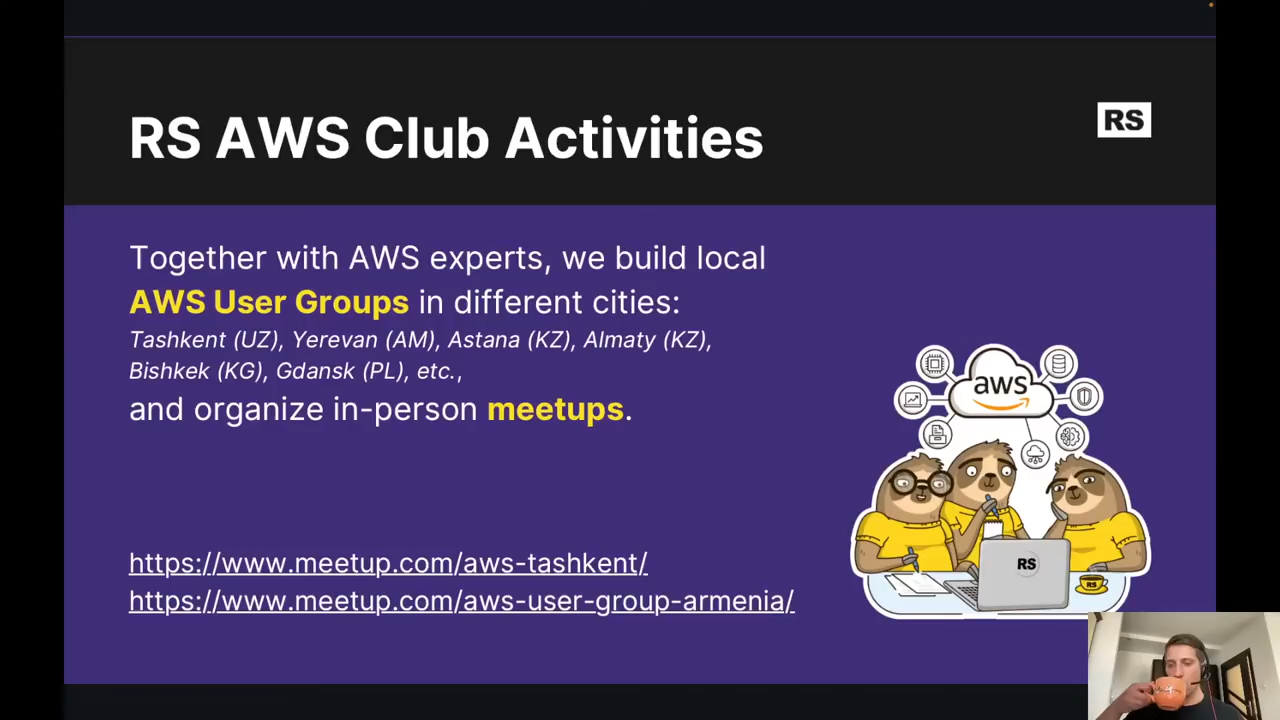 RS AWS Club Activities
RS
Together with AWS experts, we build local
AWS User Groups in different cities:
Tashkent (UZ), Yerevan (AM), Astana (KZ), Almaty (KZ),
Bishkek (KG), Gdansk (PL), etc.,
and organize in-person meetups.
aws
RS
RS
https://www.meetup.com/aws-tashkent/
https://www.meetup.com/aws-user-group-armenia/